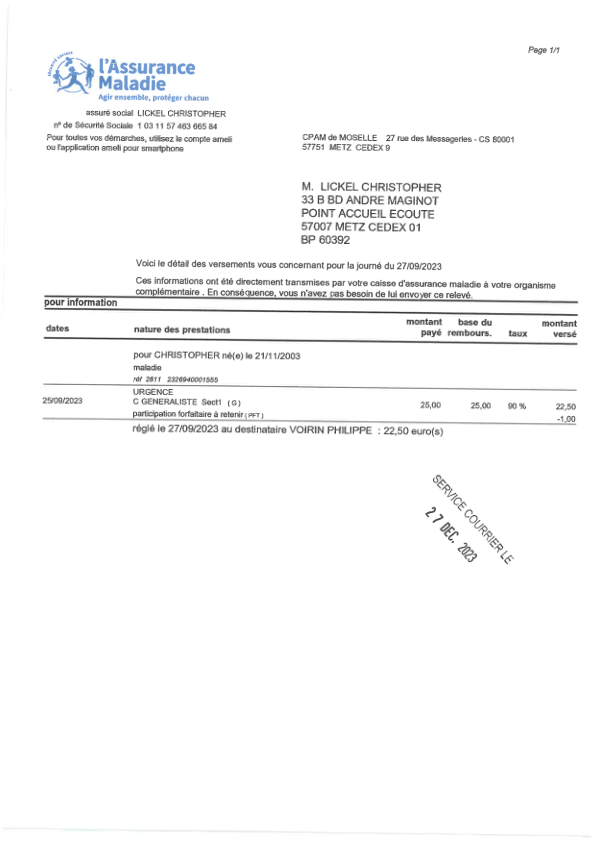 Page 1/1
SÉCURITÉ SOCIALE
l'Assurance
Maladie
Agir ensemble, protéger chacun
assuré social LICKEL CHRISTOPHER
n° de Sécurité Sociale 1 03 11 57 463 665 84
Pour toutes vos démarches, utilisez le compte ameli
ou l'application ameli pour smartphone
CPAM de MOSELLE 27 rue des Messageries - CS 80001
57751 METZ CEDEX 9
M. LICKEL CHRISTOPHER
33 B BD ANDRE MAGINOT
POINT ACCUEIL ECOUTE
57007 METZ CEDEX 01
BP 60392
Voici le détail des versements vous concernant pour la journé du 27/09/2023
Ces informations ont été directement transmises par votre caisse d'assurance maladie à votre organisme
complémentaire . En conséquence, vous n'avez pas besoin de lui envoyer ce relevé.
pour information
dates nature des prestations montant payé base du rembours. taux montant versé
pour CHRISTOPHER né(e) le 21/11/2003
maladie
réf 2611 2326940001555
URGENCE
25/09/2023 C GENERALISTE Sect1 ( G ) 25,00 25,00 90 % 22,50
participation forfaitaire à retenir ( PFT ) -1,00
réglé le 27/09/2023 au destinataire VOIRIN PHILIPPE : 22,50 euro(s)
SERVICE COURRIER LE
27 DEC. 2023